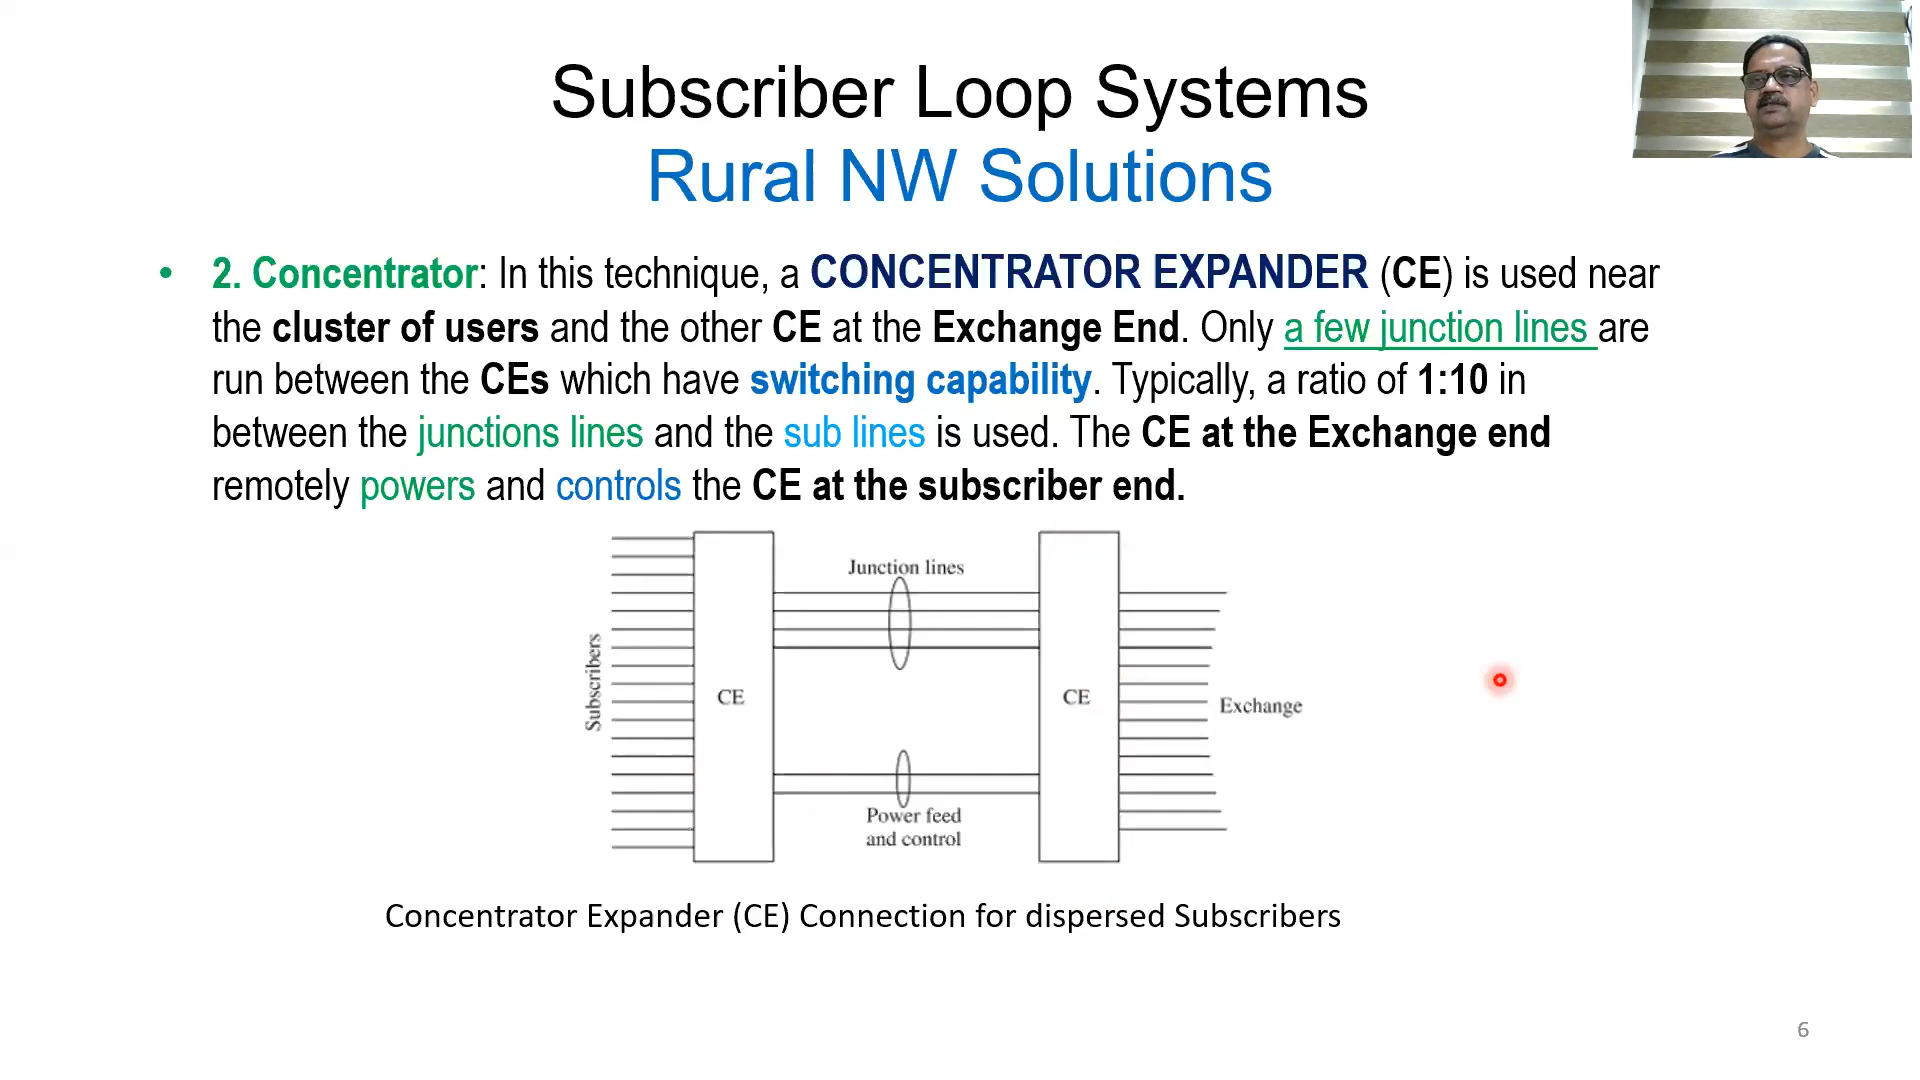 Subscriber Loop Systems
Rural NW Solutions
• 2. Concentrator: In this technique, a CONCENTRATOR EXPANDER (CE) is used near
the cluster of users and the other CE at the Exchange End. Only a few junction lines are
run between the CEs which have switching capability. Typically, a ratio of 1:10 in
between the junctions lines and the sub lines is used. The CE at the Exchange end
remotely powers and controls the CE at the subscriber end.
Junction lines
Subscribers
CE
CE
Exchange
Power feed
and control
Concentrator Expander (CE) Connection for dispersed Subscribers
6